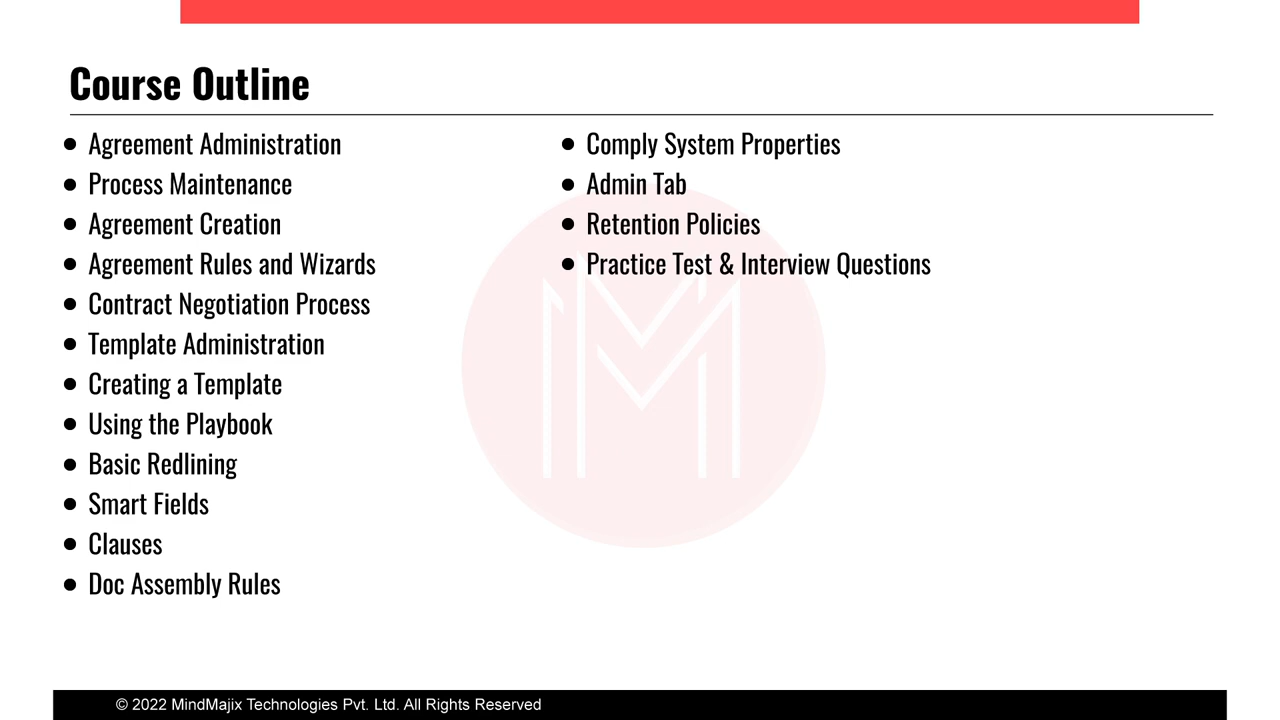 Course Outline
• Agreement Administration
• Process Maintenance
• Agreement Creation
• Agreement Rules and Wizards
• Contract Negotiation Process
• Template Administration
• Creating a Template
• Using the Playbook
• Basic Redlining
• Smart Fields
• Clauses
• Doc Assembly Rules
• Comply System Properties
• Admin Tab
• Retention Policies
• Practice Test & Interview Questions
© 2022 MindMajix Technologies Pvt. Ltd. All Rights Reserved